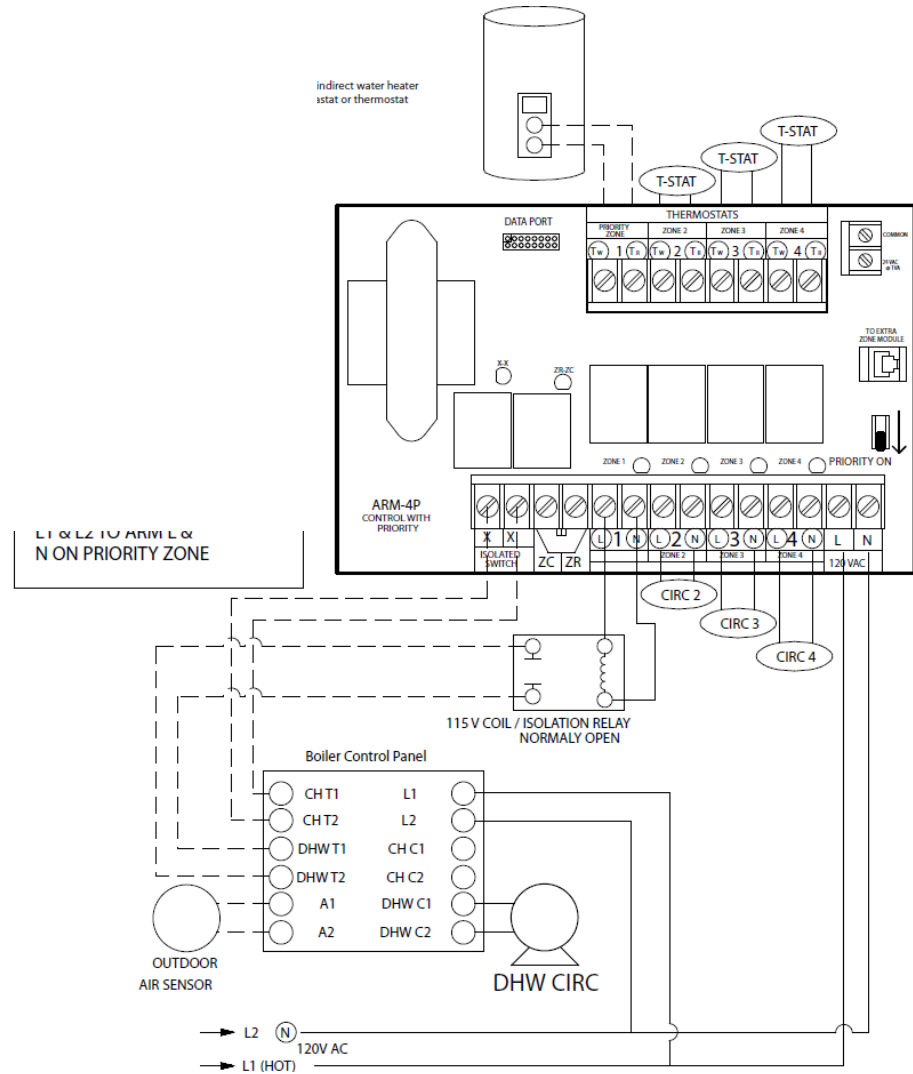 indirect water heater
astat or thermostat
T-STAT
T-STAT
T-STAT
THERMOSTATS
DATA PORT
PRIORITY ZONE
ZONE 2
ZONE 3
ZONE 4
TW 1 TR TW 2 TR TW 3 TR TW 4 TR
COMMON
24 VAC
TO EXTRA
ZONE MODULE
X-X
ZR-ZC
ZONE 1
ZONE 2
ZONE 3
ZONE 4
PRIORITY ON
ARM-4P
CONTROL WITH
PRIORITY
L1 & L2 TO ARM L &
N ON PRIORITY ZONE
X X
ISOLATED
SWITCH
ZC ZR
L 1 N L 2 N L 3 N L 4 N L N
ZONE 2
ZONE 3
ZONE 4
120 VAC
CIRC 2
CIRC 3
CIRC 4
115 V COIL / ISOLATION RELAY
NORMALY OPEN
Boiler Control Panel
CH T1 L1
CH T2 L2
DHW T1 CH C1
DHW T2 CH C2
A1 DHW C1
A2 DHW C2
OUTDOOR
AIR SENSOR
DHW CIRC
L2 N
120V AC
L1 (HOT)